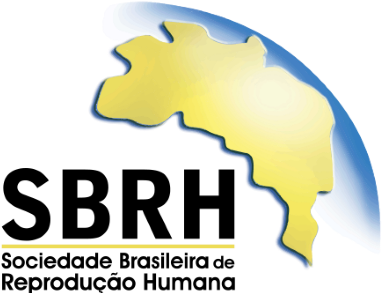 SBRH
Sociedade Brasileira de
Reprodução Humana